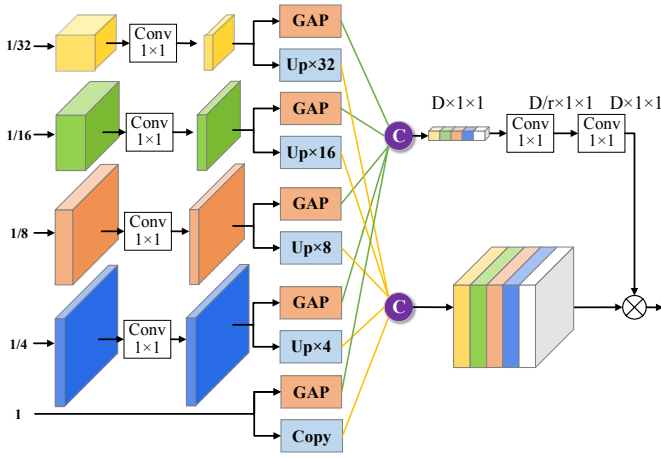 1/32
Conv
1×1
GAP
Up×32
1/16
Conv
1×1
GAP
Up×16
C
D×1×1
D/r×1×1
D×1×1
Conv
1×1
Conv
1×1
1/8
Conv
1×1
GAP
Up×8
1/4
Conv
1×1
GAP
Up×4
C
1
GAP
Copy